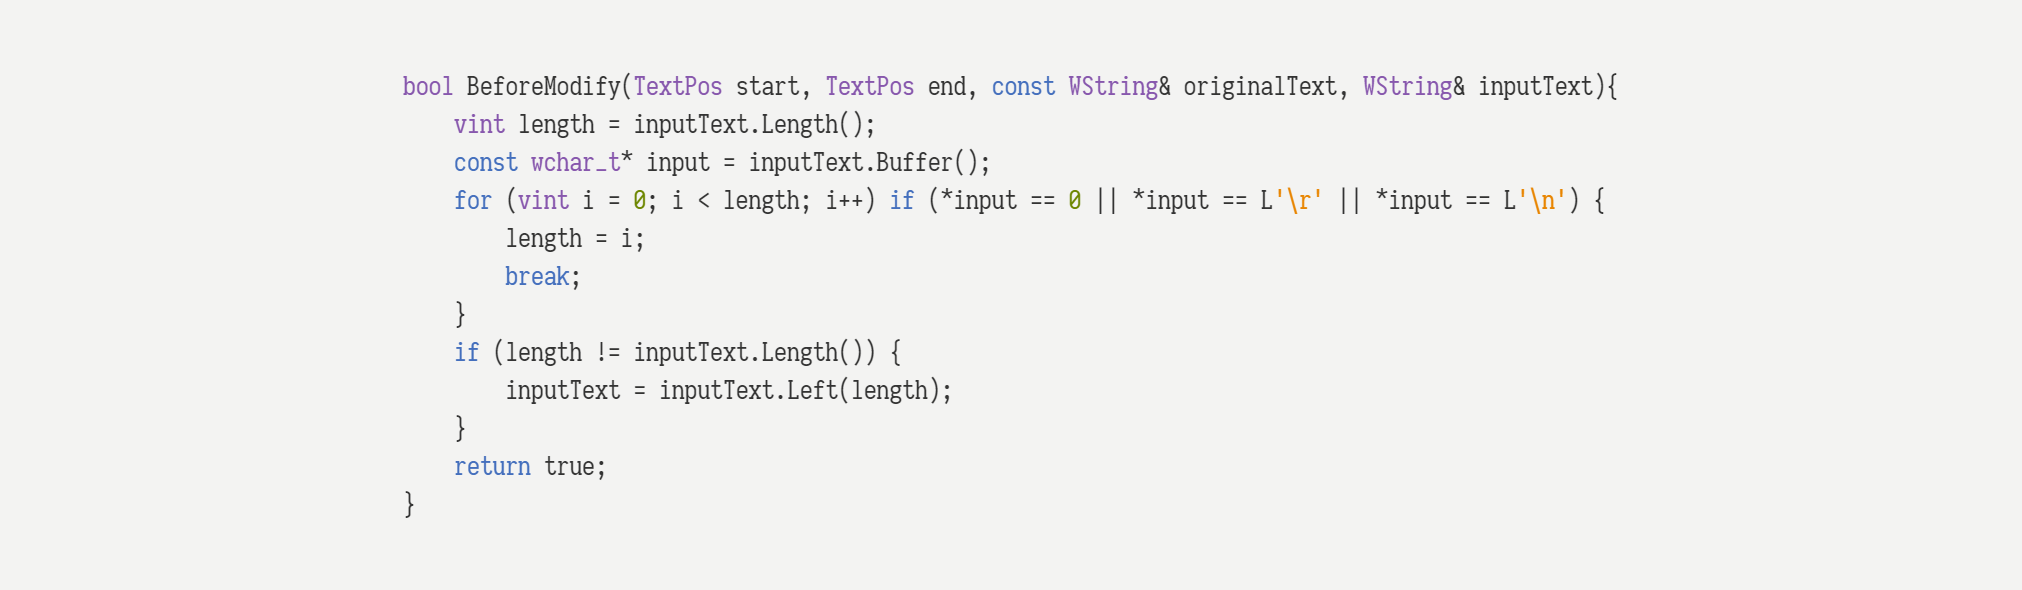 bool BeforeModify(TextPos start, TextPos end, const WString& originalText, WString& inputText){
    vint length = inputText.Length();
    const wchar_t* input = inputText.Buffer();
    for (vint i = 0; i < length; i++) if (*input == 0 || *input == L'\r' || *input == L'\n') {
        length = i;
        break;
    }
    if (length != inputText.Length()) {
        inputText = inputText.Left(length);
    }
    return true;
}